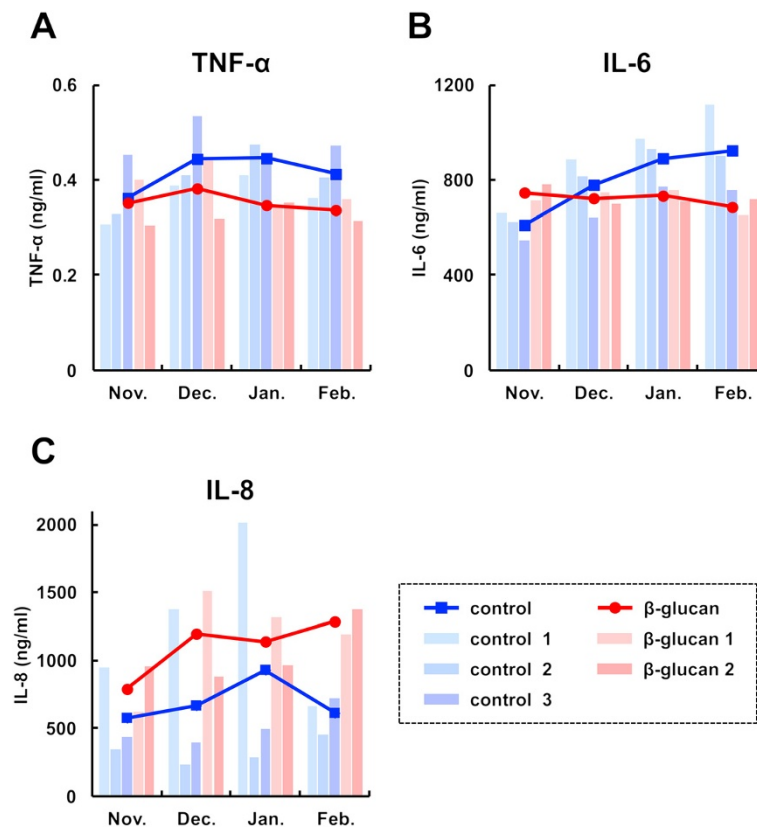 A
TNF-α
TNF-α (ng/ml)
0.6
0.4
0.2
0
Nov.
Dec.
Jan.
Feb.
B
IL-6
IL-6 (ng/ml)
1200
800
400
0
Nov.
Dec.
Jan.
Feb.
C
IL-8
IL-8 (ng/ml)
2000
1500
1000
500
0
Nov.
Dec.
Jan.
Feb.
control
control 1
control 2
control 3
β-glucan
β-glucan 1
β-glucan 2